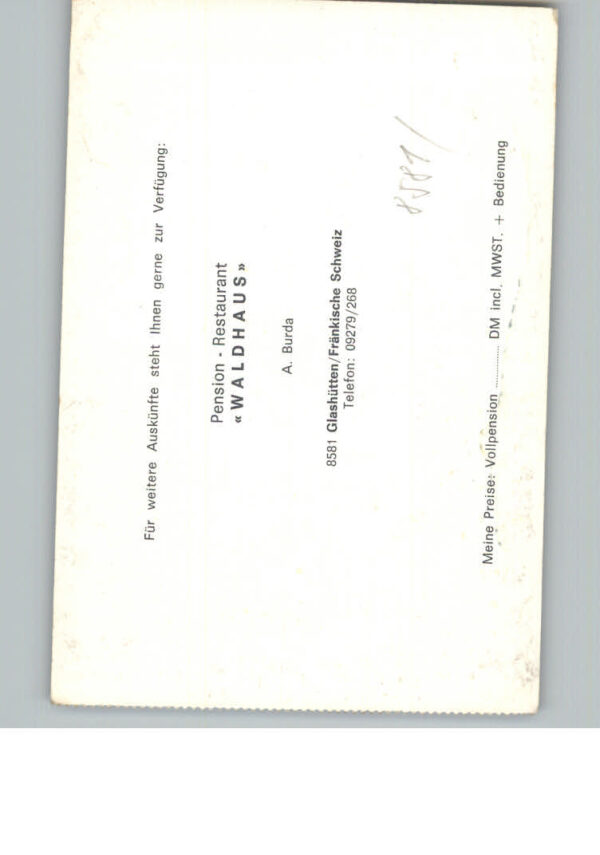 Für weitere Auskünfte steht Ihnen gerne zur Verfügung:
Pension - Restaurant
« WALDHAUS »
A. Burda
8581 Glashütten/Fränkische Schweiz
Telefon: 09279/268
8581/
Meine Preise: Vollpension ............ DM incl. MWST. + Bedienung